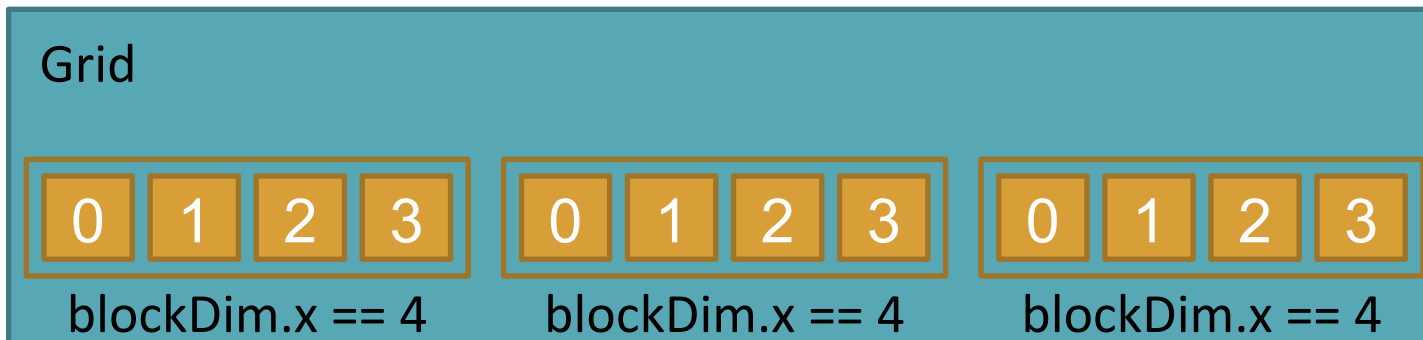 Grid
0 1 2 3 0 1 2 3 0 1 2 3
blockDim.x == 4 blockDim.x == 4 blockDim.x == 4